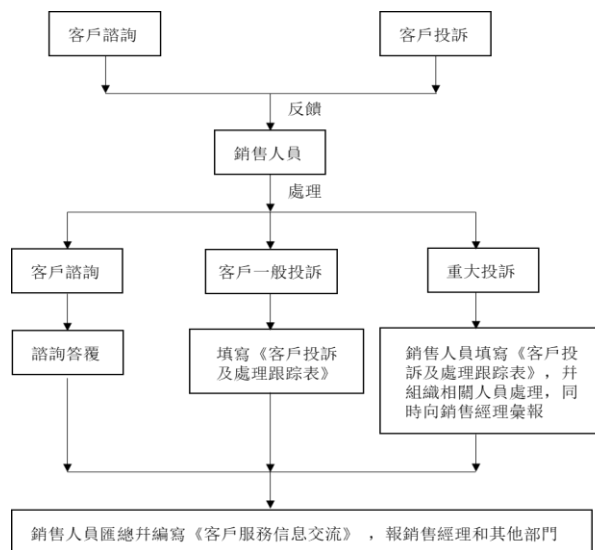 客戶諮詢
客戶投訴
反饋
銷售人員
處理
客戶諮詢
客戶一般投訴
重大投訴
諮詢答覆
填寫《客戶投訴
及處理跟踪表》
銷售人員填寫《客戶投
訴及處理跟踪表》，幷
組織相關人員處理，同
時向銷售經理彙報
銷售人員匯總幷編寫《客戶服務信息交流》 ，報銷售經理和其他部門